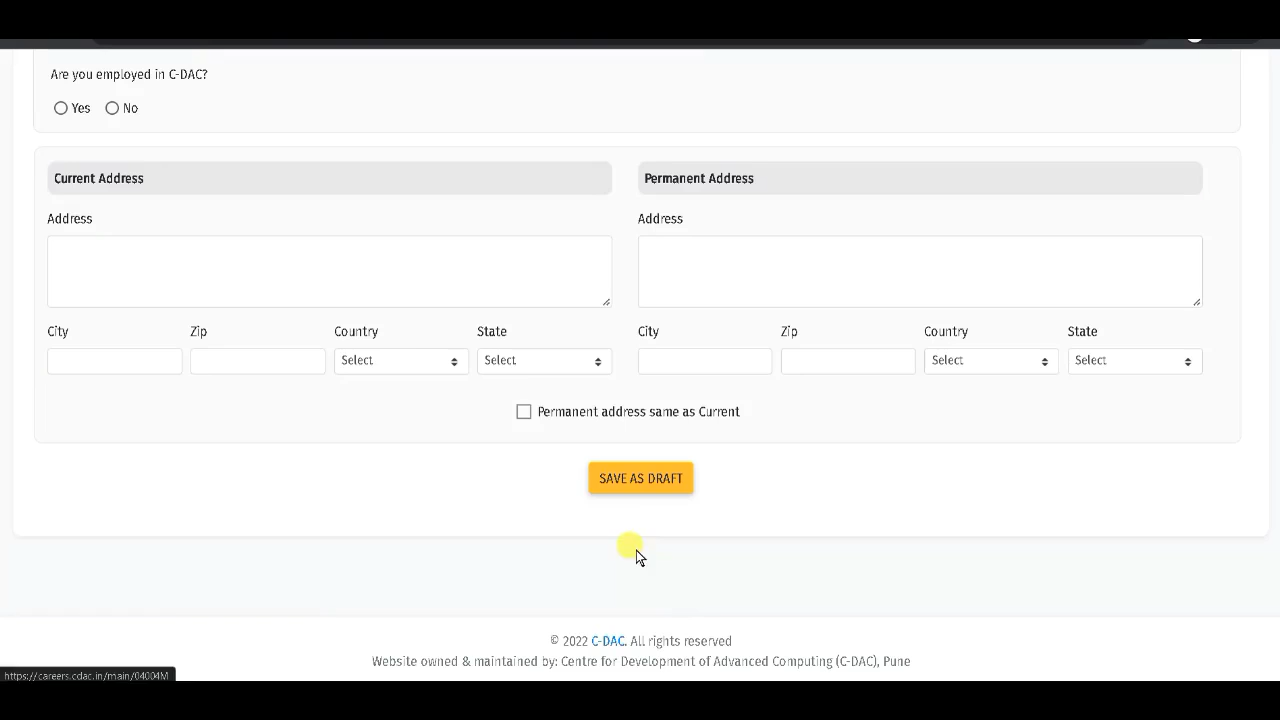 Are you employed in C-DAC?
Yes No
Current Address Permanent Address
Address Address
City Zip Country State City Zip Country State
Select Select Select Select
Permanent address same as Current
SAVE AS DRAFT
© 2022 C-DAC. All rights reserved
Website owned & maintained by: Centre for Development of Advanced Computing (C-DAC), Pune
https://careers.cdac.in/main/04004M